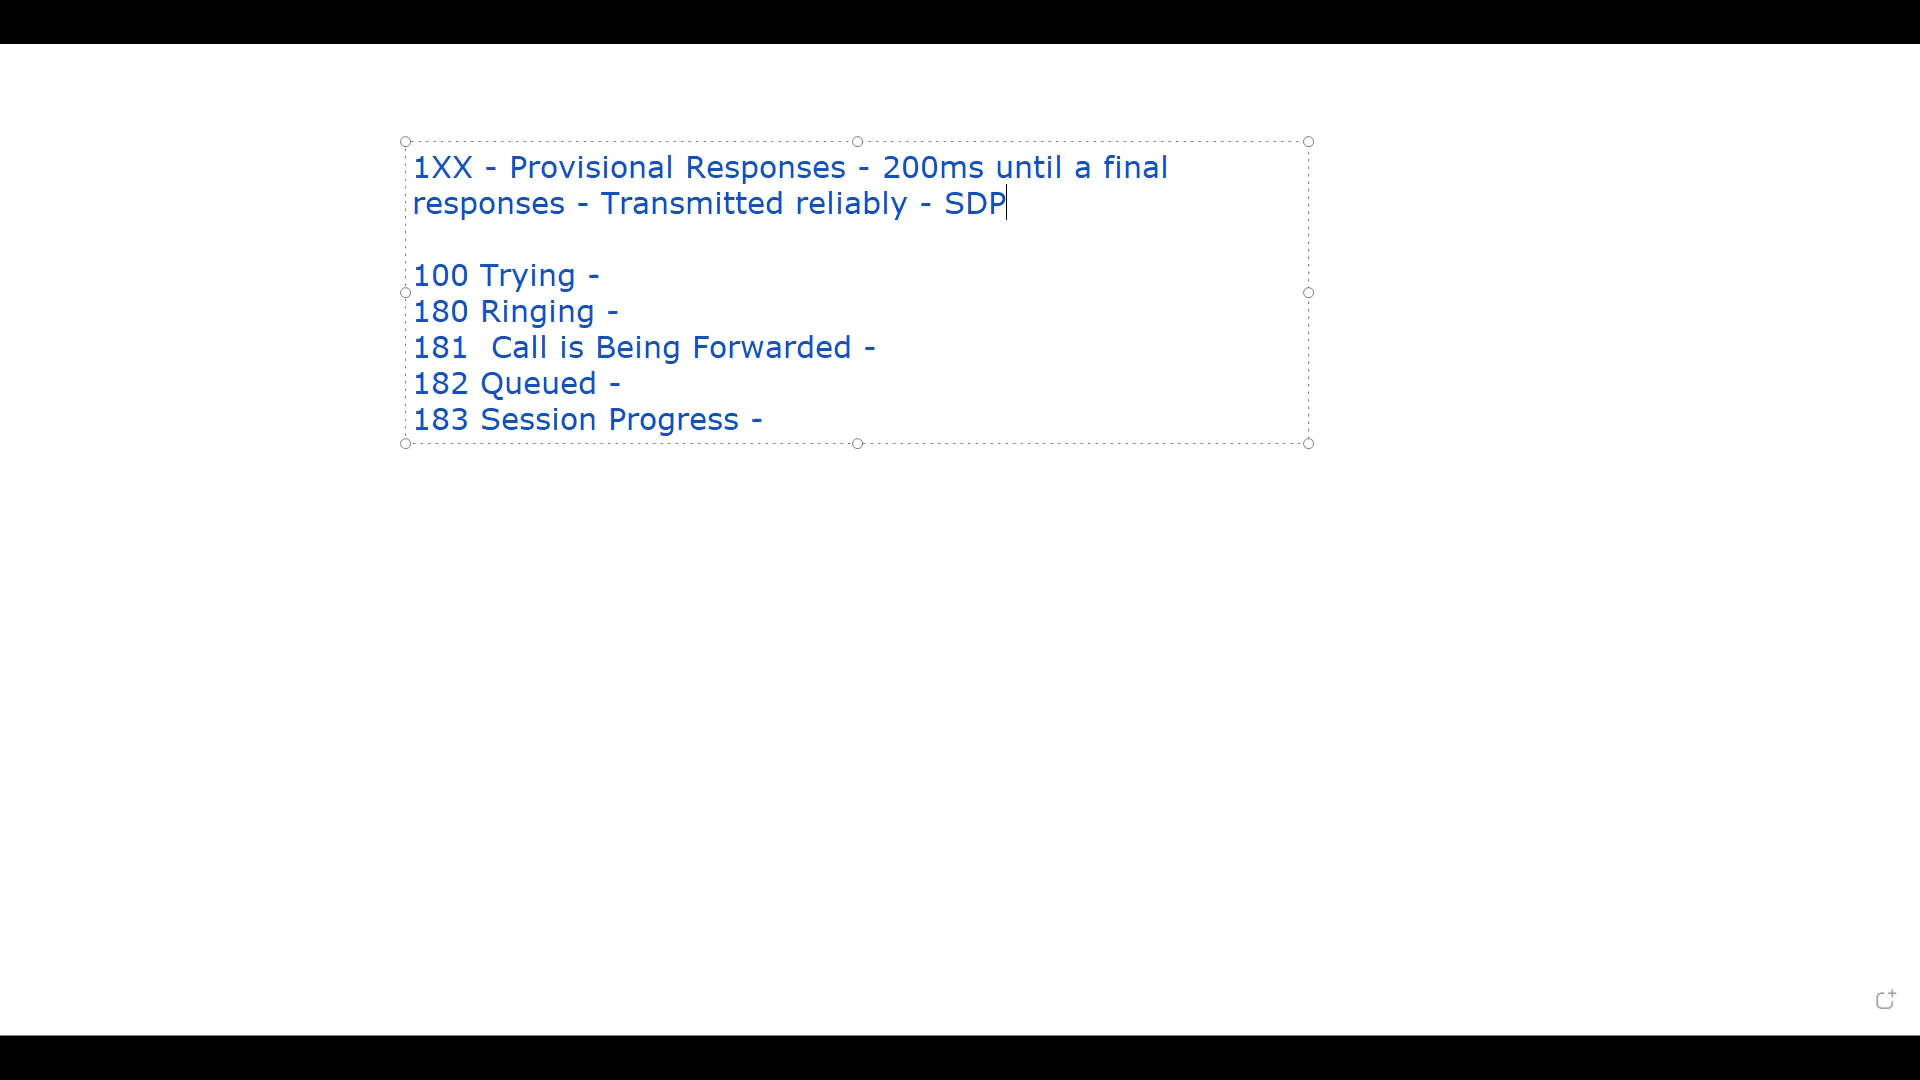 1XX - Provisional Responses - 200ms until a final
responses - Transmitted reliably - SDP
100 Trying -
180 Ringing -
181  Call is Being Forwarded -
182 Queued -
183 Session Progress -